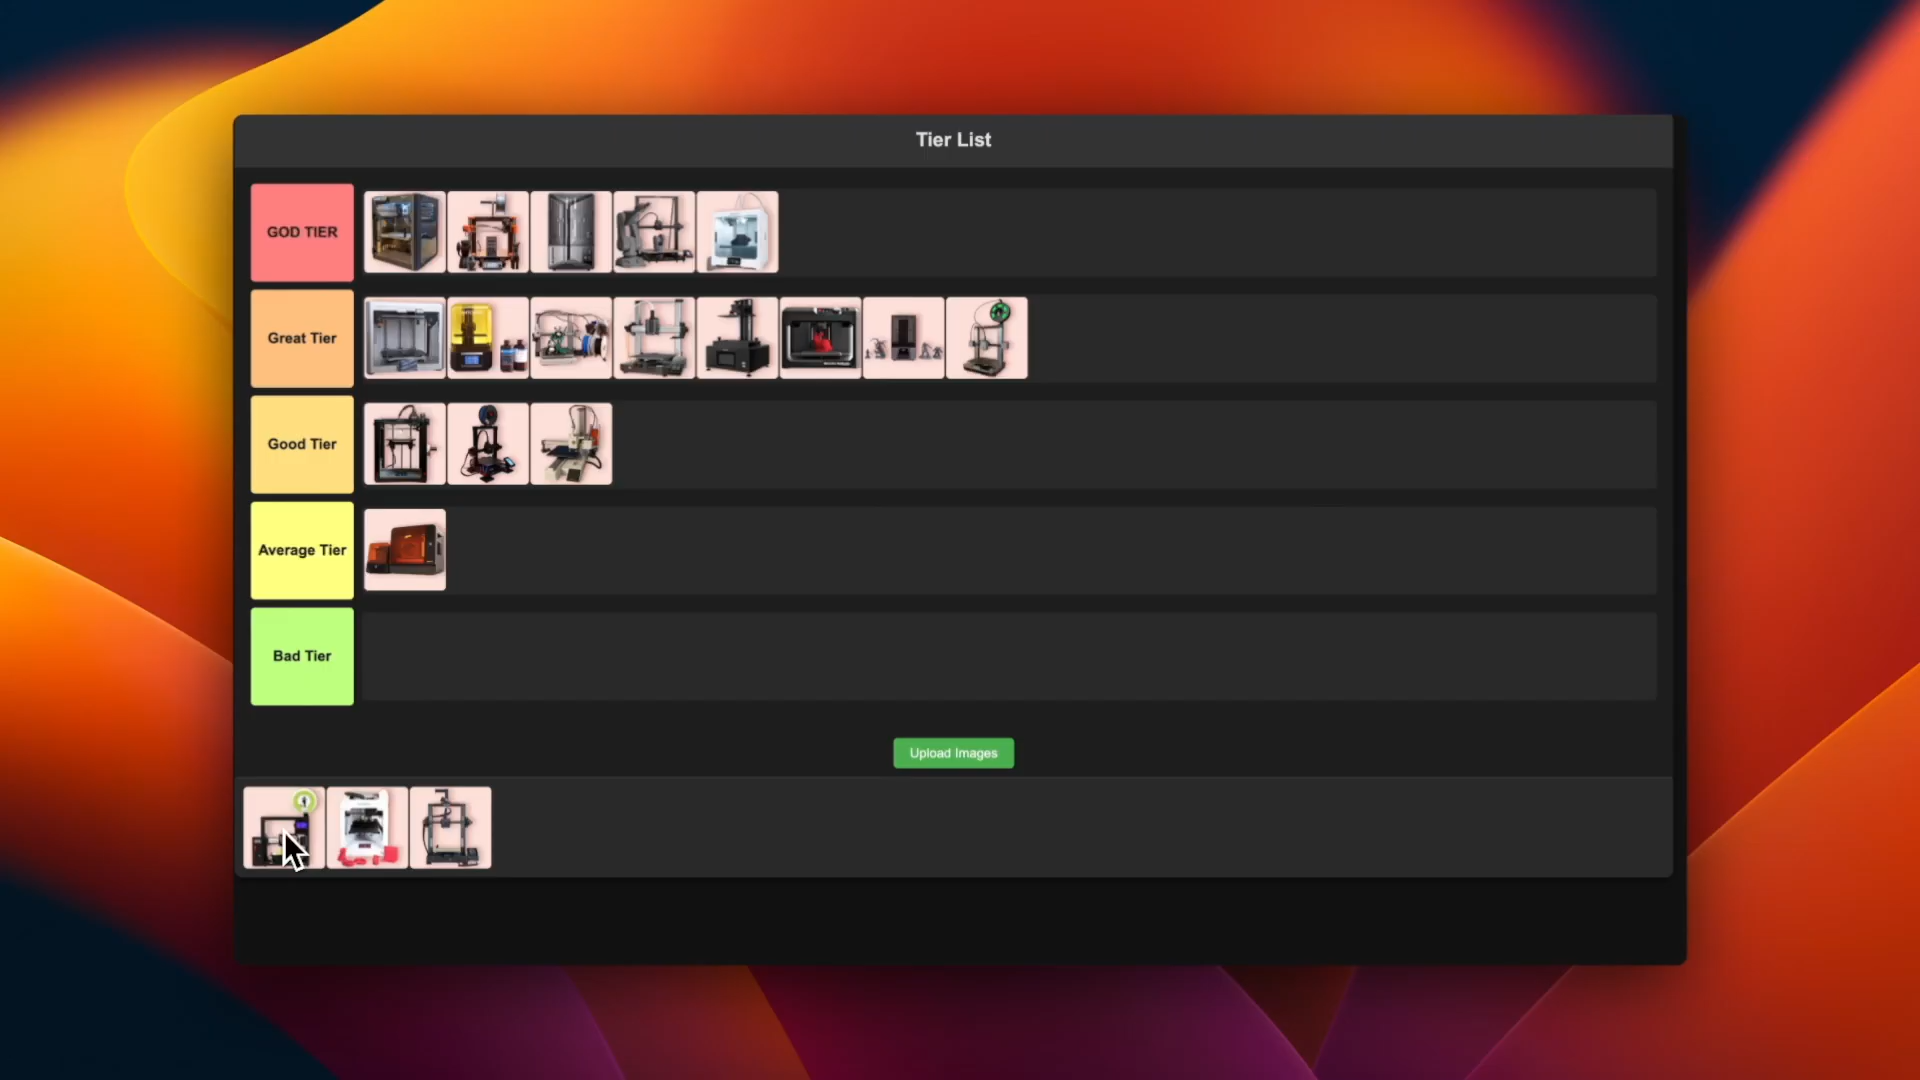 Tier List
GOD TIER
Great Tier
Good Tier
Average Tier
Bad Tier
Upload Images